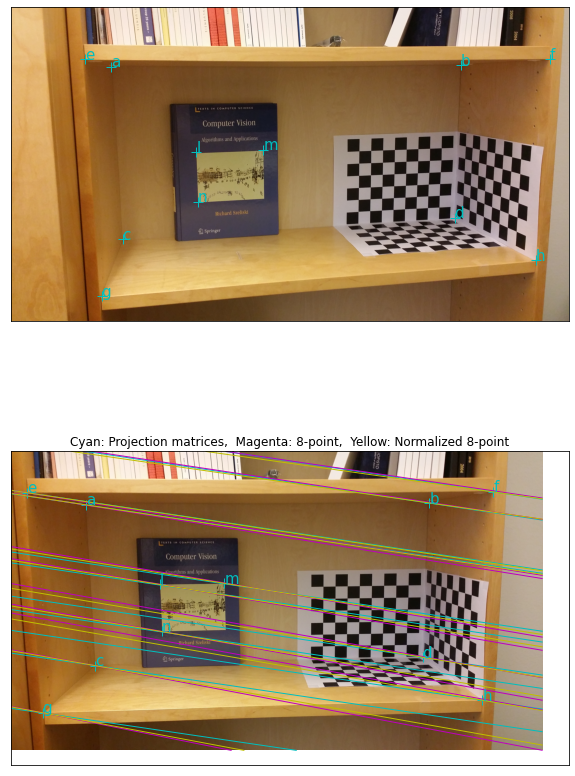 e
a
b
f
Computer Vision
Algorithms and Applications
l
m
n
Richard Szeliski
Springer
c
d
g
h
Cyan: Projection matrices,  Magenta: 8-point,  Yellow: Normalized 8-point
e
a
b
f
Computer Vision
Algorithms and Applications
l
m
n
Richard Szeliski
Springer
c
d
g
h